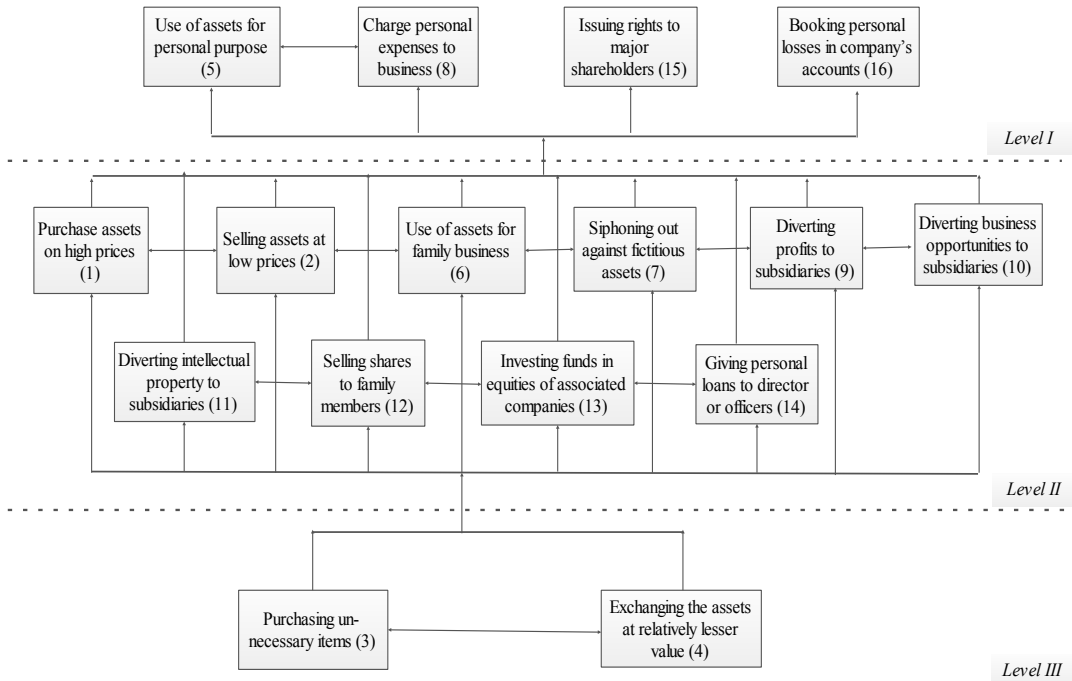 Use of assets for
personal purpose
(5)
Charge personal
expenses to
business (8)
Issuing rights to
major
shareholders (15)
Booking personal
losses in company's
accounts (16)
Level I
Purchase assets
on high prices
(1)
Selling assets at
low prices (2)
Use of assets for
family business
(6)
Siphoning out
against fictitious
assets (7)
Diverting
profits to
subsidiaries (9)
Diverting business
opportunities to
subsidiaries (10)
Diverting intellectual
property to
subsidiaries (11)
Selling shares
to family
members (12)
Investing funds in
equities of associated
companies (13)
Giving personal
loans to director
or officers (14)
Level II
Purchasing un-
necessary items (3)
Exchanging the assets
at relatively lesser
value (4)
Level III